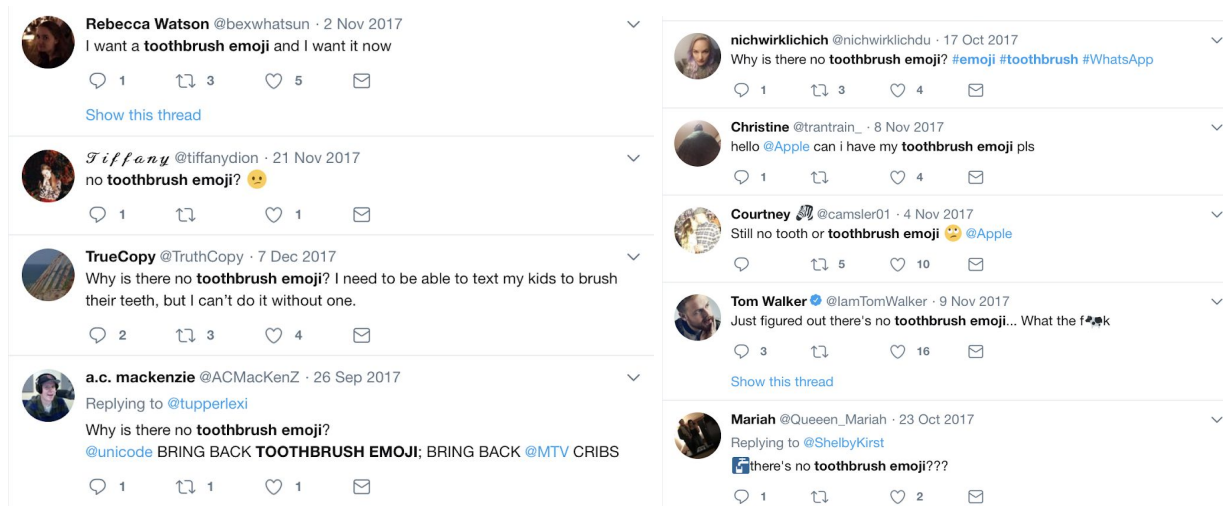 Rebecca Watson @bexwhatsun · 2 Nov 2017
I want a toothbrush emoji and I want it now
1 3 5
Show this thread
𝒯𝒾𝒻𝒻𝒶𝓃𝓎 @tiffanydion · 21 Nov 2017
no toothbrush emoji? 😕
1 1
TrueCopy @TruthCopy · 7 Dec 2017
Why is there no toothbrush emoji? I need to be able to text my kids to brush
their teeth, but I can't do it without one.
2 3 4
a.c. mackenzie @ACMacKenZ · 26 Sep 2017
Replying to @tupperlexi
Why is there no toothbrush emoji?
@unicode BRING BACK TOOTHBRUSH EMOJI; BRING BACK @MTV CRIBS
1 1 1
nichwirklichich @nichwirklichdu · 17 Oct 2017
Why is there no toothbrush emoji? #emoji #toothbrush #WhatsApp
1 3 4
Christine @trantrain_ · 8 Nov 2017
hello @Apple can i have my toothbrush emoji pls
1 4
Courtney @camsler01 · 4 Nov 2017
Still no tooth or toothbrush emoji 🙄 @Apple
5 10
Tom Walker @IamTomWalker · 9 Nov 2017
Just figured out there's no toothbrush emoji... What the f🐄k
3 16
Show this thread
Mariah @Queeen_Mariah · 23 Oct 2017
Replying to @ShelbyKirst
🚰there's no toothbrush emoji???
1 2